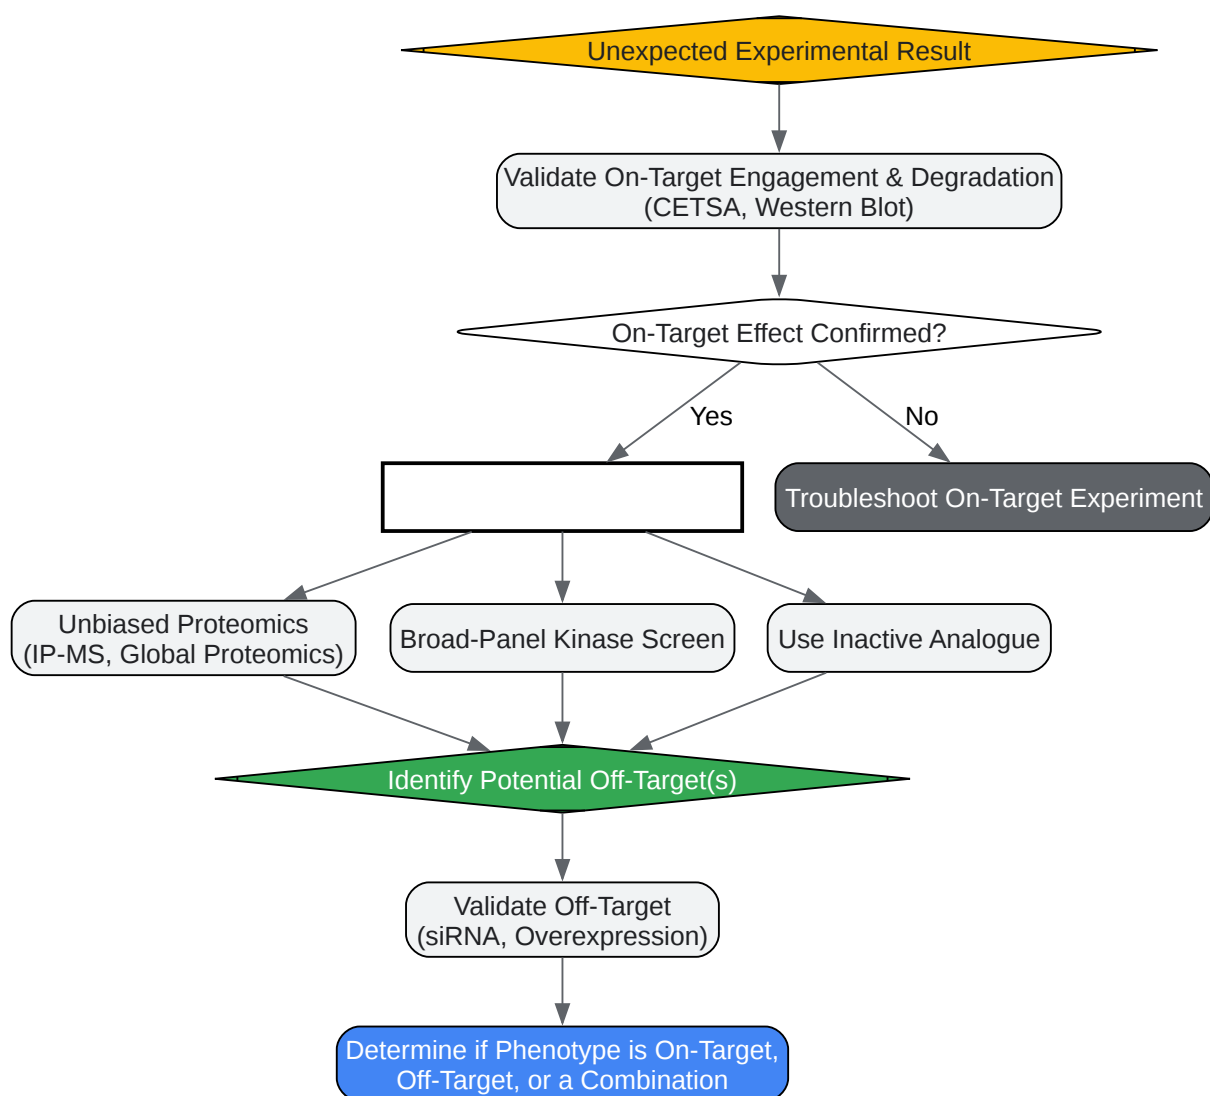 Unexpected Experimental Result
Validate On-Target Engagement & Degradation
(CETSA, Western Blot)
On-Target Effect Confirmed?
Yes
No
Troubleshoot On-Target Experiment
Unbiased Proteomics
(IP-MS, Global Proteomics)
Broad-Panel Kinase Screen
Use Inactive Analogue
Identify Potential Off-Target(s)
Validate Off-Target
(siRNA, Overexpression)
Determine if Phenotype is On-Target,
Off-Target, or a Combination